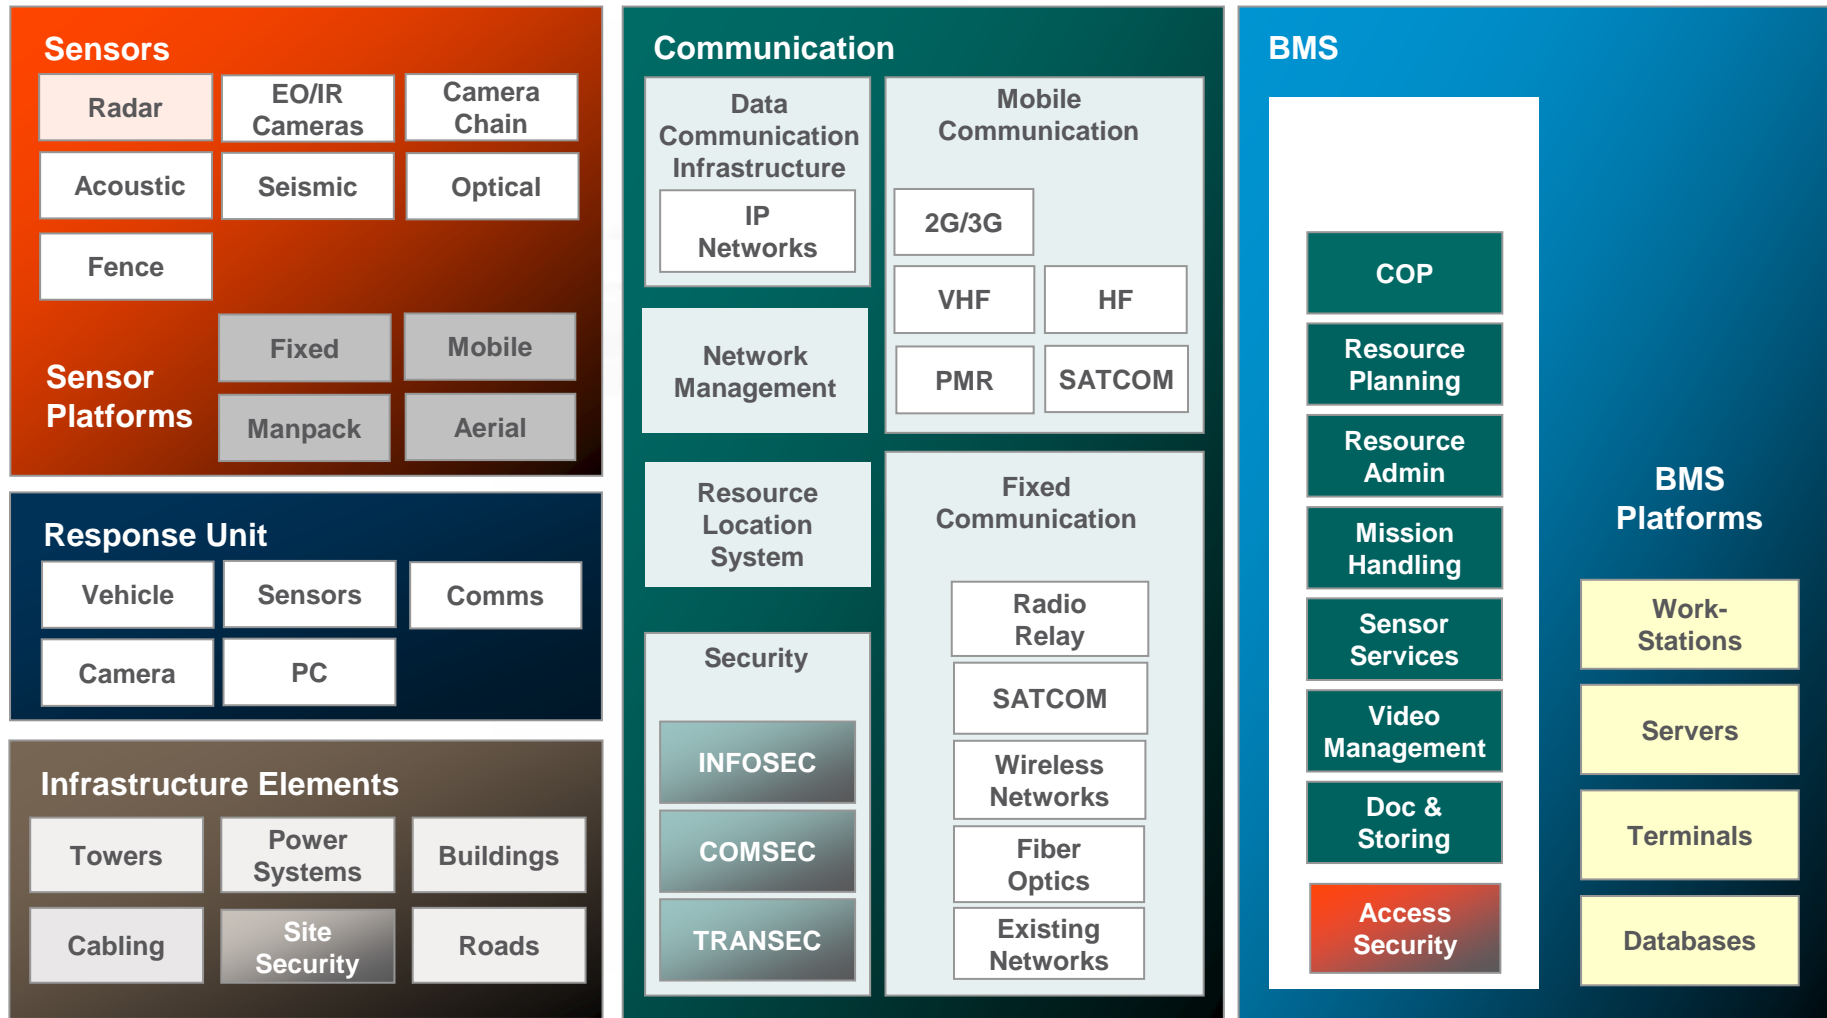 Sensors
Radar
EO/IR
Cameras
Camera
Chain
Acoustic
Seismic
Optical
Fence
Sensor
Platforms
Fixed
Mobile
Manpack
Aerial
Response Unit
Vehicle
Sensors
Comms
Camera
PC
Infrastructure Elements
Towers
Power
Systems
Buildings
Cabling
Site
Security
Roads
Communication
Data
Communication
Infrastructure
IP
Networks
Network
Management
Resource
Location
System
Security
INFOSEC
COMSEC
TRANSEC
Mobile
Communication
2G/3G
VHF
HF
PMR
SATCOM
Fixed
Communication
Radio
Relay
SATCOM
Wireless
Networks
Fiber
Optics
Existing
Networks
BMS
COP
Resource
Planning
Resource
Admin
Mission
Handling
Sensor
Services
Video
Management
Doc &
Storing
Access
Security
BMS
Platforms
Work-
Stations
Servers
Terminals
Databases